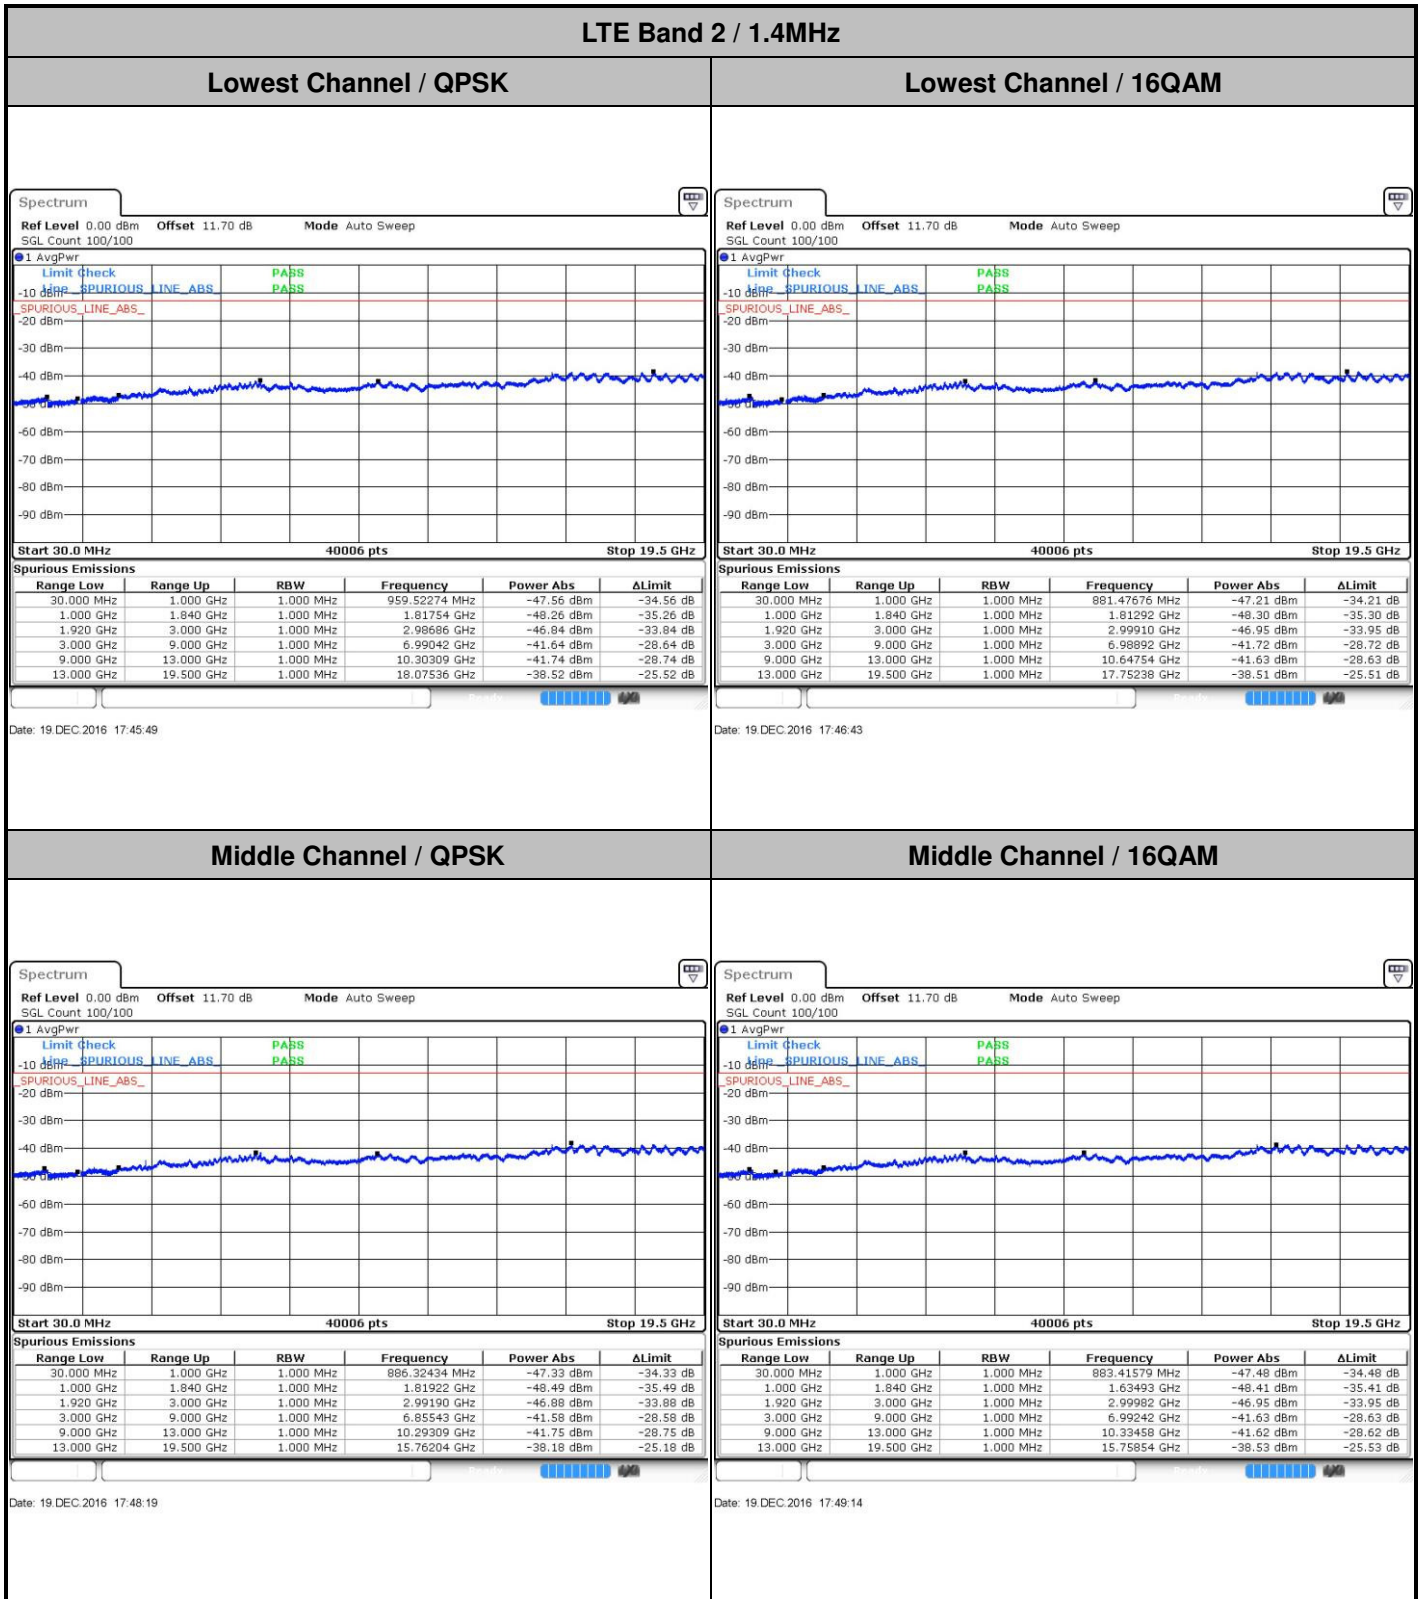 LTE Band 2 / 1.4MHz
Lowest Channel / QPSK
Lowest Channel / 16QAM
Spectrum
Ref Level 0.00 dBm Offset 11.70 dB Mode Auto Sweep
SGL Count 100/100
1 AvgPwr
Limit Check PASS
Line _SPURIOUS_LINE_ABS_ PASS
-10 dBm
_SPURIOUS_LINE_ABS_
-20 dBm
-30 dBm
-40 dBm
-60 dBm
-70 dBm
-80 dBm
-90 dBm
Start 30.0 MHz 40006 pts Stop 19.5 GHz
Spurious Emissions
Range Low Range Up RBW Frequency Power Abs ΔLimit
30.000 MHz 1.000 GHz 1.000 MHz 959.52274 MHz -47.56 dBm -34.56 dB
1.000 GHz 1.840 GHz 1.000 MHz 1.81754 GHz -48.26 dBm -35.26 dB
1.920 GHz 3.000 GHz 1.000 MHz 2.98686 GHz -46.84 dBm -33.84 dB
3.000 GHz 9.000 GHz 1.000 MHz 6.99042 GHz -41.64 dBm -28.64 dB
9.000 GHz 13.000 GHz 1.000 MHz 10.30309 GHz -41.74 dBm -28.74 dB
13.000 GHz 19.500 GHz 1.000 MHz 18.07536 GHz -38.52 dBm -25.52 dB
Date: 19.DEC.2016 17:45:49
Spectrum
Ref Level 0.00 dBm Offset 11.70 dB Mode Auto Sweep
SGL Count 100/100
1 AvgPwr
Limit Check PASS
Line _SPURIOUS_LINE_ABS_ PASS
-10 dBm
_SPURIOUS_LINE_ABS_
-20 dBm
-30 dBm
-40 dBm
-60 dBm
-70 dBm
-80 dBm
-90 dBm
Start 30.0 MHz 40006 pts Stop 19.5 GHz
Spurious Emissions
Range Low Range Up RBW Frequency Power Abs ΔLimit
30.000 MHz 1.000 GHz 1.000 MHz 881.47676 MHz -47.21 dBm -34.21 dB
1.000 GHz 1.840 GHz 1.000 MHz 1.81292 GHz -48.30 dBm -35.30 dB
1.920 GHz 3.000 GHz 1.000 MHz 2.99910 GHz -46.95 dBm -33.95 dB
3.000 GHz 9.000 GHz 1.000 MHz 6.98892 GHz -41.72 dBm -28.72 dB
9.000 GHz 13.000 GHz 1.000 MHz 10.64754 GHz -41.63 dBm -28.63 dB
13.000 GHz 19.500 GHz 1.000 MHz 17.75238 GHz -38.51 dBm -25.51 dB
Date: 19.DEC.2016 17:46:43
Middle Channel / QPSK
Middle Channel / 16QAM
Spectrum
Ref Level 0.00 dBm Offset 11.70 dB Mode Auto Sweep
SGL Count 100/100
1 AvgPwr
Limit Check PASS
Line _SPURIOUS_LINE_ABS_ PASS
-10 dBm
_SPURIOUS_LINE_ABS_
-20 dBm
-30 dBm
-40 dBm
-60 dBm
-70 dBm
-80 dBm
-90 dBm
Start 30.0 MHz 40006 pts Stop 19.5 GHz
Spurious Emissions
Range Low Range Up RBW Frequency Power Abs ΔLimit
30.000 MHz 1.000 GHz 1.000 MHz 886.32434 MHz -47.33 dBm -34.33 dB
1.000 GHz 1.840 GHz 1.000 MHz 1.81922 GHz -48.49 dBm -35.49 dB
1.920 GHz 3.000 GHz 1.000 MHz 2.99190 GHz -46.88 dBm -33.88 dB
3.000 GHz 9.000 GHz 1.000 MHz 6.85543 GHz -41.58 dBm -28.58 dB
9.000 GHz 13.000 GHz 1.000 MHz 10.29309 GHz -41.75 dBm -28.75 dB
13.000 GHz 19.500 GHz 1.000 MHz 15.76204 GHz -38.18 dBm -25.18 dB
Date: 19.DEC.2016 17:48:19
Spectrum
Ref Level 0.00 dBm Offset 11.70 dB Mode Auto Sweep
SGL Count 100/100
1 AvgPwr
Limit Check PASS
Line _SPURIOUS_LINE_ABS_ PASS
-10 dBm
_SPURIOUS_LINE_ABS_
-20 dBm
-30 dBm
-40 dBm
-60 dBm
-70 dBm
-80 dBm
-90 dBm
Start 30.0 MHz 40006 pts Stop 19.5 GHz
Spurious Emissions
Range Low Range Up RBW Frequency Power Abs ΔLimit
30.000 MHz 1.000 GHz 1.000 MHz 883.41579 MHz -47.48 dBm -34.48 dB
1.000 GHz 1.840 GHz 1.000 MHz 1.63493 GHz -48.41 dBm -35.41 dB
1.920 GHz 3.000 GHz 1.000 MHz 2.99982 GHz -46.95 dBm -33.95 dB
3.000 GHz 9.000 GHz 1.000 MHz 6.99242 GHz -41.63 dBm -28.63 dB
9.000 GHz 13.000 GHz 1.000 MHz 10.33458 GHz -41.62 dBm -28.62 dB
13.000 GHz 19.500 GHz 1.000 MHz 15.75854 GHz -38.53 dBm -25.53 dB
Date: 19.DEC.2016 17:49:14